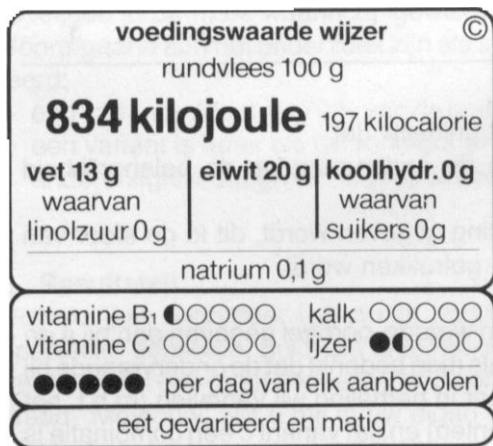 voedingswaarde wijzer ©
rundvlees 100 g
834 kilojoule 197 kilocalorie
vet 13 g eiwit 20 g koolhydr. 0 g
waarvan waarvan
linolzuur 0 g suikers 0 g
natrium 0,1 g
vitamine B1 kalk
vitamine C ijzer
per dag van elk aanbevolen
eet gevarieerd en matig